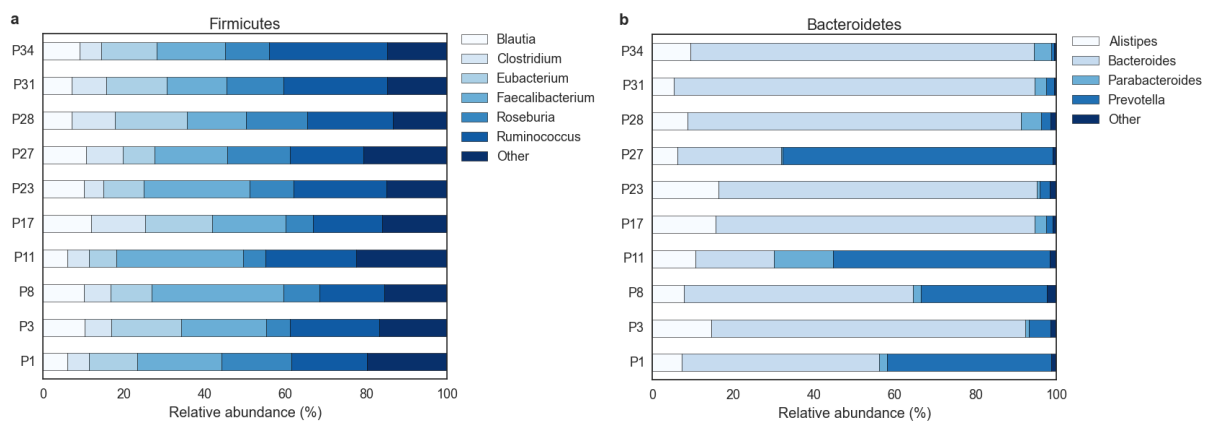 a
Firmicutes
P34
P31
P28
P27
P23
P17
P11
P8
P3
P1
0 20 40 60 80 100
Relative abundance (%)
Blautia
Clostridium
Eubacterium
Faecalibacterium
Roseburia
Ruminococcus
Other
b
Bacteroidetes
P34
P31
P28
P27
P23
P17
P11
P8
P3
P1
0 20 40 60 80 100
Relative abundance (%)
Alistipes
Bacteroides
Parabacteroides
Prevotella
Other